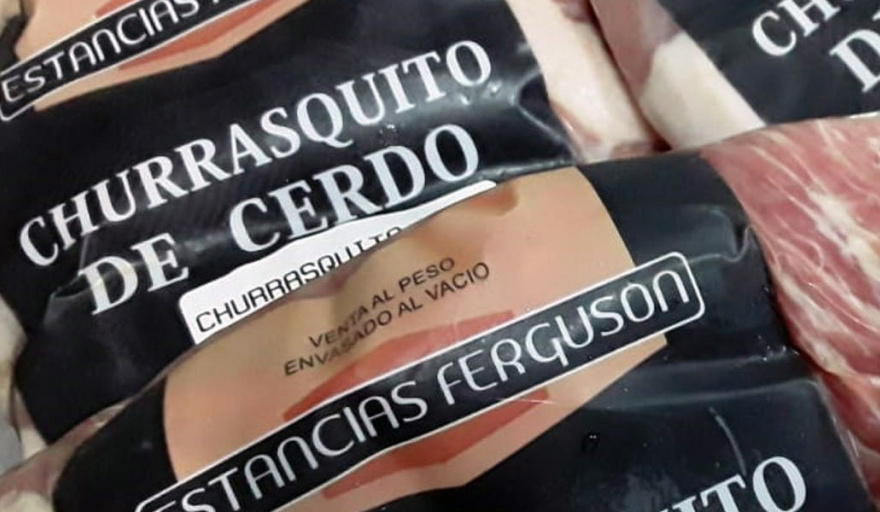 ESTANCIAS
CHURRASQUITO
DE CERDO
CHURRASQUITO
VENTA AL PESO
ENVASADO AL VACIO
ESTANCIAS FERGUSON